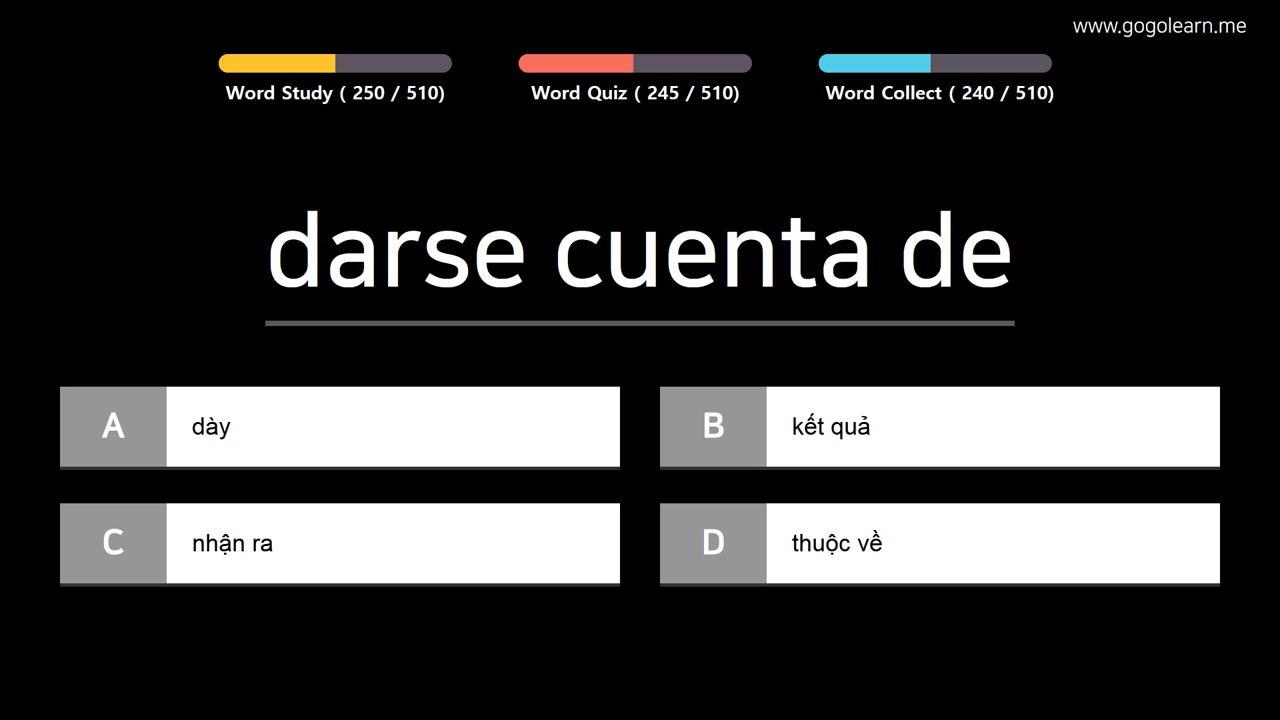 www.gogolearn.me
Word Study ( 250 / 510)
Word Quiz ( 245 / 510)
Word Collect ( 240 / 510)
darse cuenta de
A
dày
B
kết quả
C
nhận ra
D
thuộc về